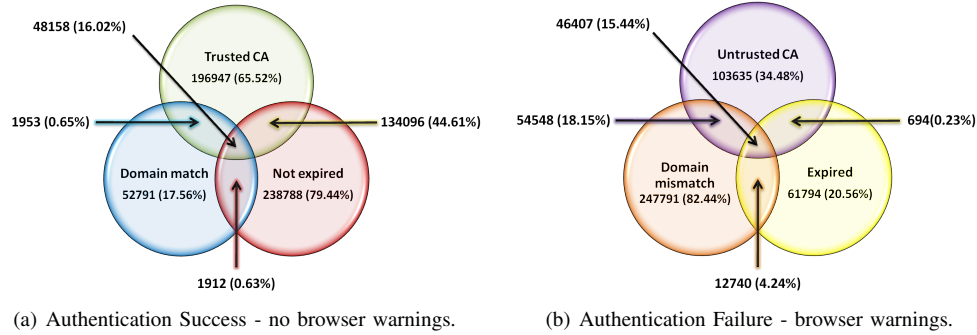 48158 (16.02%)
Trusted CA
196947 (65.52%)
1953 (0.65%)
134096 (44.61%)
Domain match
52791 (17.56%)
Not expired
238788 (79.44%)
1912 (0.63%)
(a) Authentication Success - no browser warnings.
46407 (15.44%)
Untrusted CA
103635 (34.48%)
54548 (18.15%)
694(0.23%)
Domain
mismatch
247791 (82.44%)
Expired
61794 (20.56%)
12740 (4.24%)
(b) Authentication Failure - browser warnings.